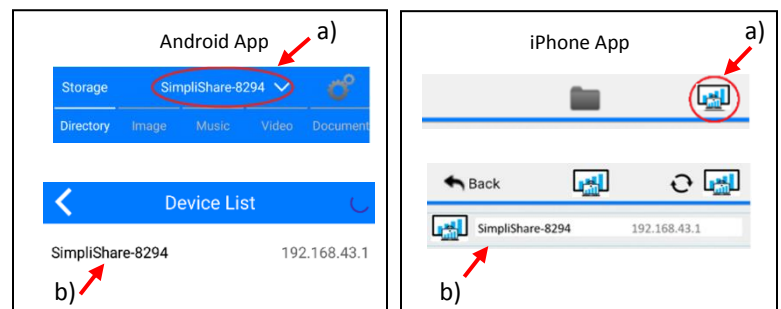 Android App
a)
Storage
SimpliShare-8294
Directory
Image
Music
Video
Document
Device List
SimpliShare-8294
192.168.43.1
b)
iPhone App
a)
Back
SimpliShare-8294
192.168.43.1
b)